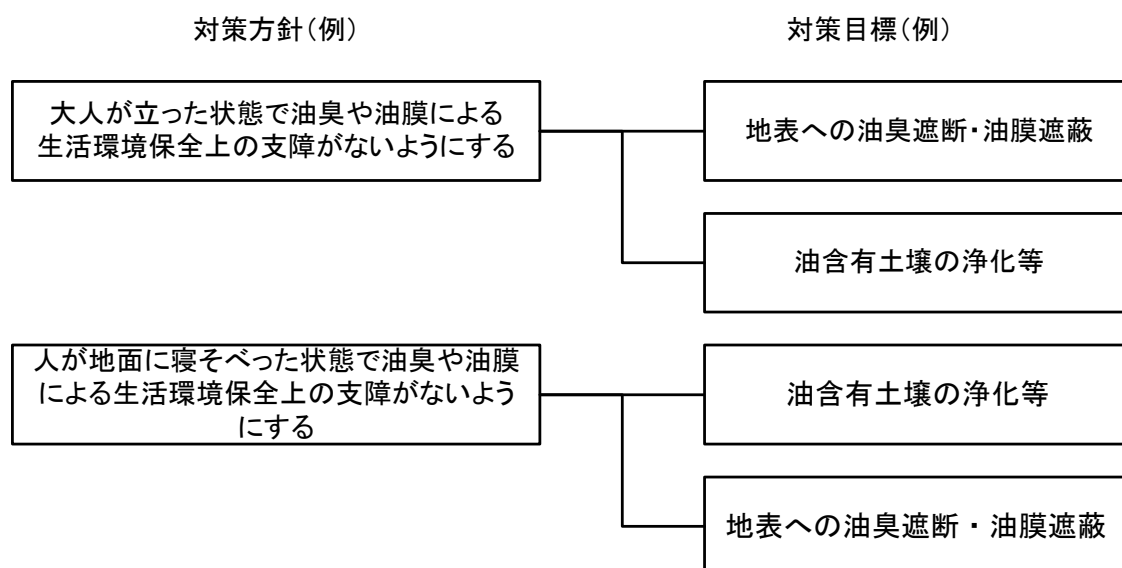 対策方針(例)
対策目標(例)
大人が立った状態で油臭や油膜による
生活環境保全上の支障がないようにする
地表への油臭遮断・油膜遮蔽
油含有土壌の浄化等
人が地面に寝そべった状態で油臭や油膜
による生活環境保全上の支障がないよう
にする
油含有土壌の浄化等
地表への油臭遮断・油膜遮蔽